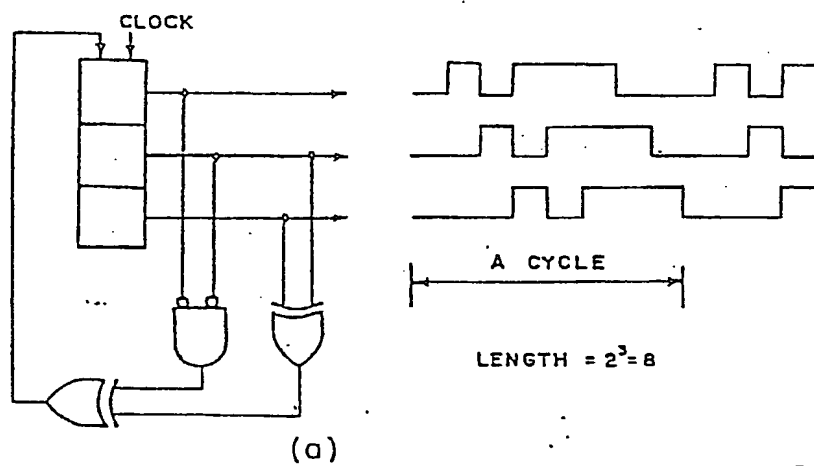 CLOCK
A CYCLE
LENGTH = 2³ = 8
(a)